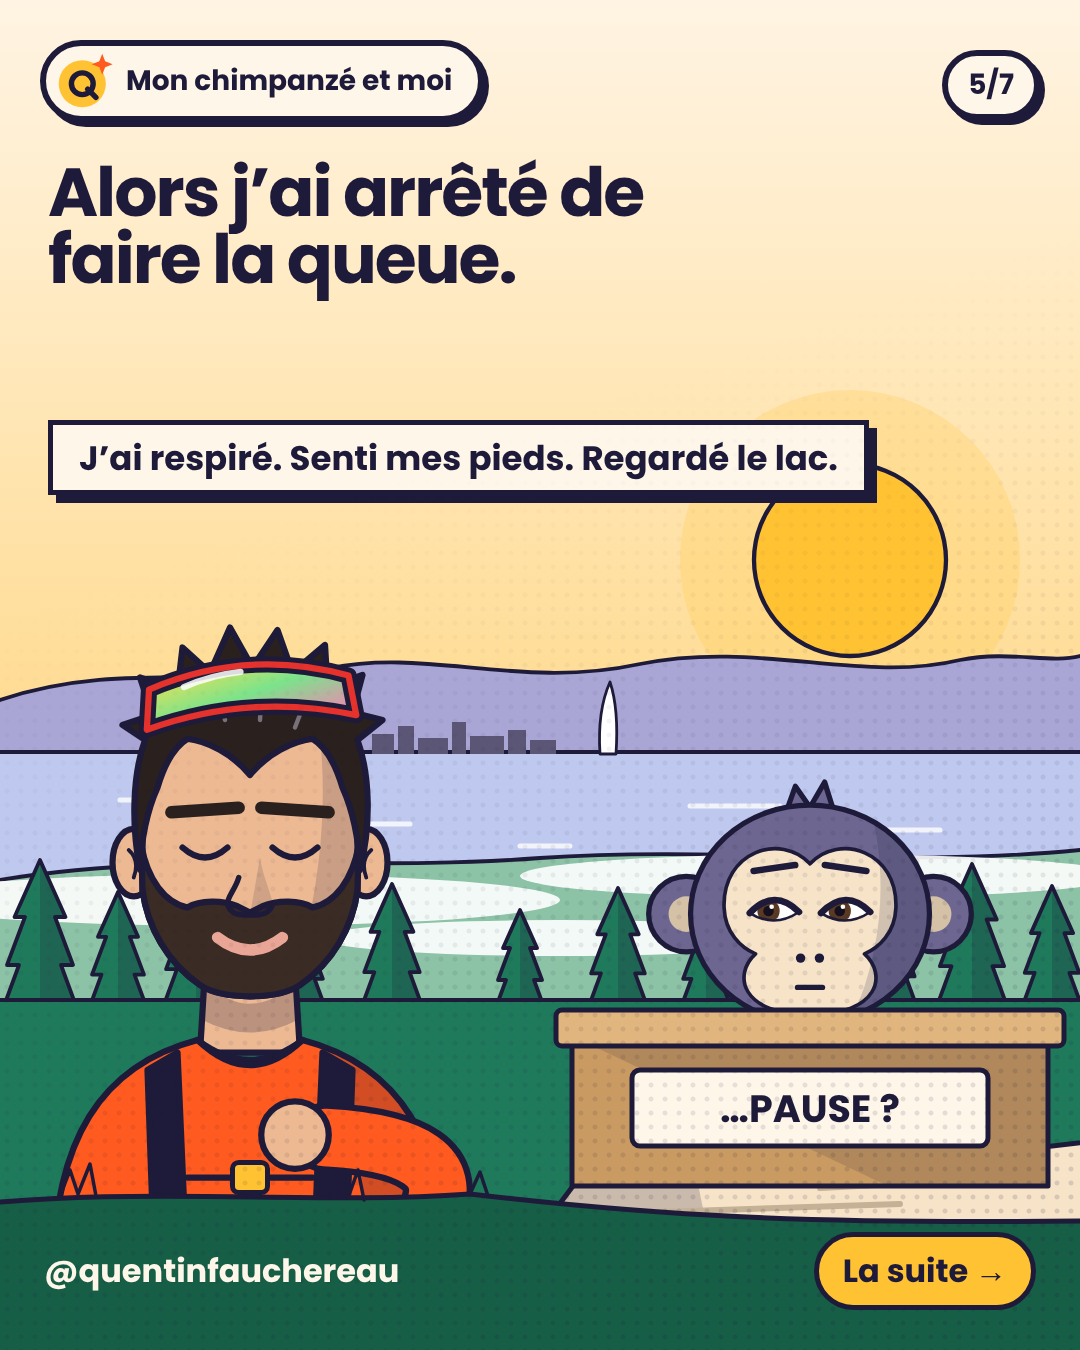 Q Mon chimpanzé et moi
5/7
Alors j’ai arrêté de
faire la queue.
J’ai respiré. Senti mes pieds. Regardé le lac.
...PAUSE ?
@quentinfauchereau
La suite →